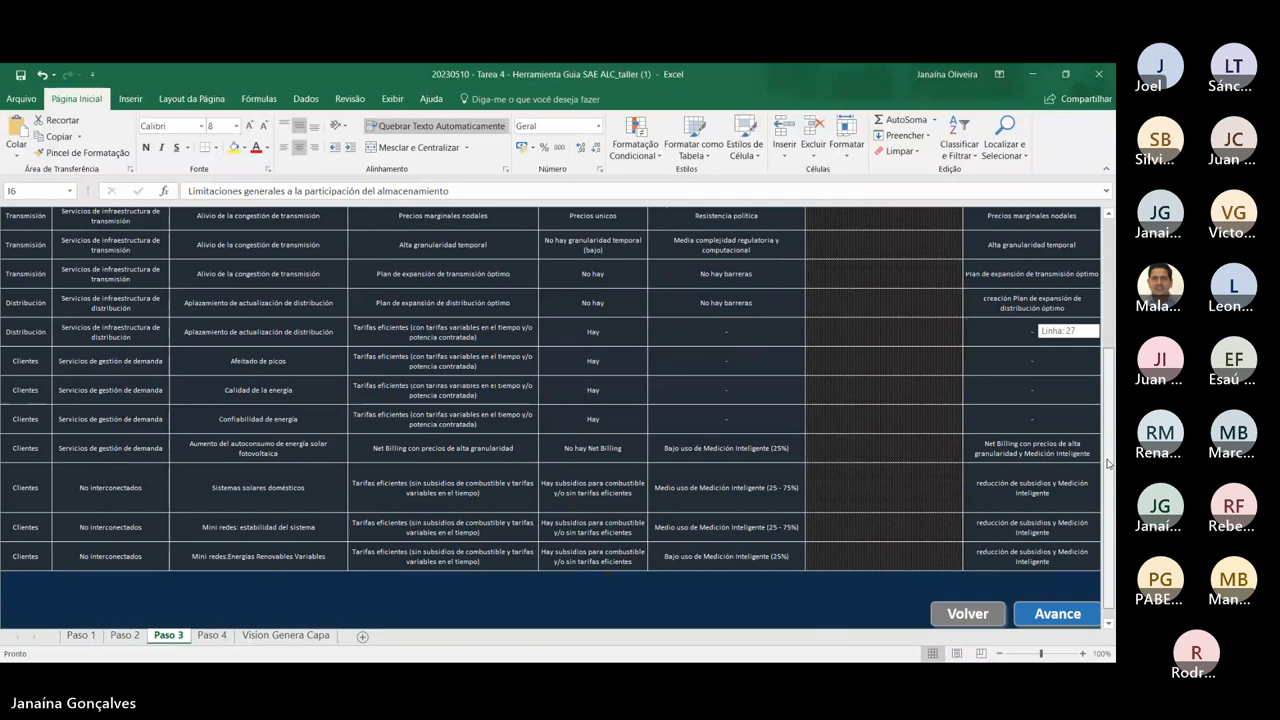 20230510 - Tarea 4 - Herramienta Guia SAE ALC_taller (1) - Excel
Janaína Oliveira
Arquivo Página Inicial Inserir Layout da Página Fórmulas Dados Revisão Exibir Ajuda Diga-me o que você deseja fazer Compartilhar
Colar
Recortar
Copiar
Pincel de Formatação
Área de Transferência
Calibri 8
N I S
Fonte
Quebrar Texto Automaticamente
Mesclar e Centralizar
Alinhamento
Geral
% 000
Número
Formatação
Condicional
Formatar como
Tabela
Estilos de
Célula
Estilos
Inserir Excluir Formatar
Células
AutoSoma
Preencher
Limpar
Classificar
e Filtrar
Localizar e
Selecionar
Edição
I6 fx Limitaciones generales a la participación del almacenamiento
Transmisión
Servicios de infraestructura de
transmisión
Alivio de la congestión de transmisión
Precios marginales nodales
Precios unicos
Resistencia política
Precios marginales nodales
Transmisión
Servicios de infraestructura de
transmisión
Alivio de la congestión de transmisión
Alta granularidad temporal
No hay granularidad temporal
(bajo)
Media complejidad regulatoria y
computacional
Alta granularidad temporal
Transmisión
Servicios de infraestructura de
transmisión
Alivio de la congestión de transmisión
Plan de expansión de transmisión óptimo
No hay
No hay barreras
Plan de expansión de transmisión óptimo
Distribución
Servicios de infraestructura de
distribución
Aplazamiento de actualización de distribución
Plan de expansión de distribución óptimo
No hay
No hay barreras
creación Plan de expansión de
distribución óptimo
Distribución
Servicios de infraestructura de
distribución
Aplazamiento de actualización de distribución
Tarifas eficientes (con tarifas variables en el tiempo y/o
potencia contratada)
Hay
-
-
Linha: 27
Clientes
Servicios de gestión de demanda
Afeitado de picos
Tarifas eficientes (con tarifas variables en el tiempo y/o
potencia contratada)
Hay
-
-
Clientes
Servicios de gestión de demanda
Calidad de la energía
Tarifas eficientes (con tarifas variables en el tiempo y/o
potencia contratada)
Hay
-
-
Clientes
Servicios de gestión de demanda
Confiabilidad de energía
Tarifas eficientes (con tarifas variables en el tiempo y/o
potencia contratada)
Hay
-
-
Clientes
Servicios de gestión de demanda
Aumento del autoconsumo de energía solar
fotovoltaica
Net Billing con precios de alta granularidad
No hay Net Billing
Bajo uso de Medición Inteligente (25%)
Net Billing con precios de alta
granularidad y Medición Inteligente
Clientes
No interconectados
Sistemas solares domésticos
Tarifas eficientes (sin subsidios de combustible y tarifas
variables en el tiempo)
Hay subsidios para combustible
y/o sin tarifas eficientes
Medio uso de Medición Inteligente (25 - 75%)
reducción de subsidios y Medición
Inteligente
Clientes
No interconectados
Mini redes: estabilidad del sistema
Tarifas eficientes (sin subsidios de combustible y tarifas
variables en el tiempo)
Hay subsidios para combustible
y/o sin tarifas eficientes
Medio uso de Medición Inteligente (25 - 75%)
reducción de subsidios y Medición
Inteligente
Clientes
No interconectados
Mini redes:Energias Renovables Variables
Tarifas eficientes (sin subsidios de combustible y tarifas
variables en el tiempo)
Hay subsidios para combustible
y/o sin tarifas eficientes
Bajo uso de Medición Inteligente (25%)
reducción de subsidios y Medición
Inteligente
Volver
Avance
Paso 1 Paso 2 Paso 3 Paso 4 Vision Genera Capa
Pronto
100%
Janaína Gonçalves
J
Joel
LT
Sánc...
SB
Silvi...
JC
Juan ...
JG
Janai...
VG
Victo...
Mala...
L
Leon...
JI
Juan ...
EF
Esaú ...
RM
Rena...
MB
Marc...
JG
Janaí...
RF
Rebe...
PG
PABE...
MB
Man...
R
Rodr...